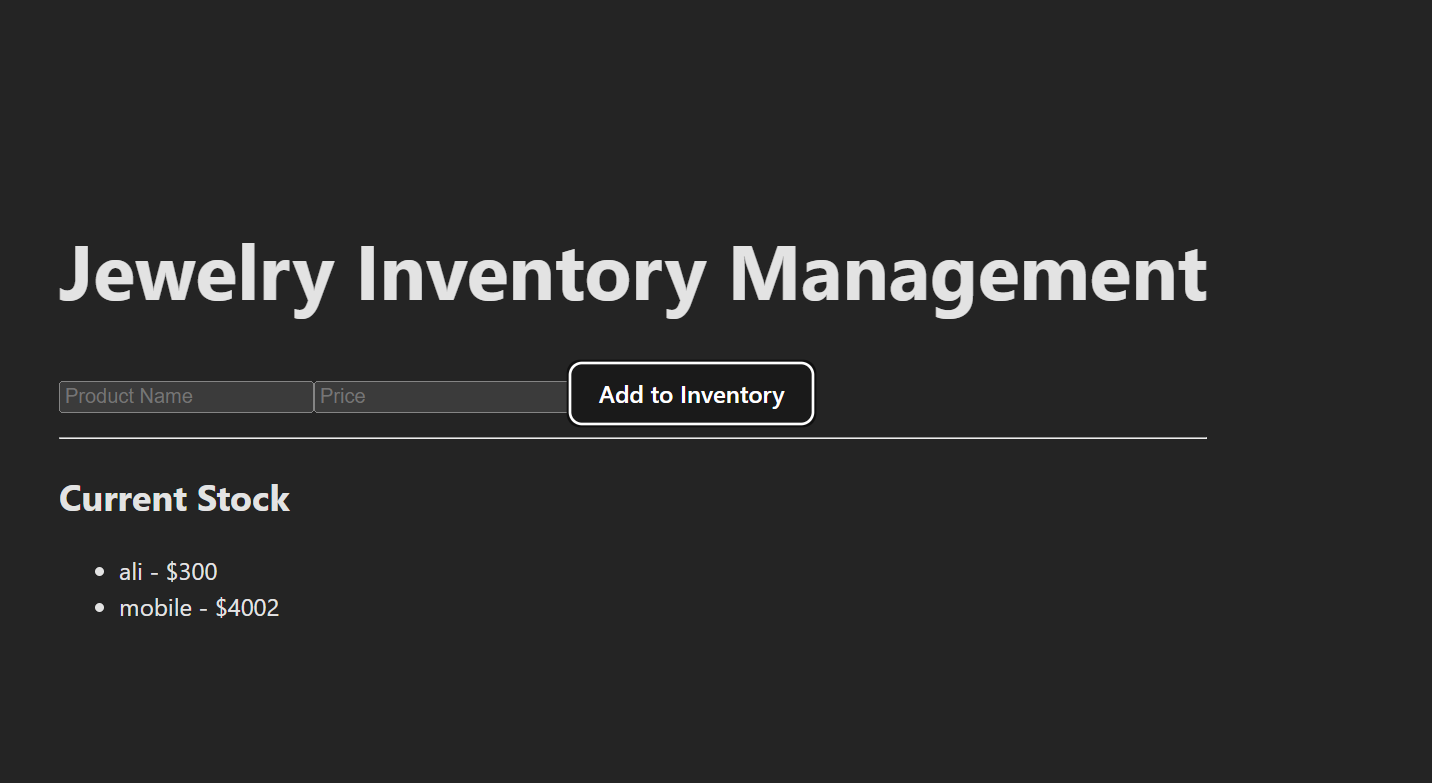 Jewelry Inventory Management
Product Name Price Add to Inventory
Current Stock
ali - $300
mobile - $4002